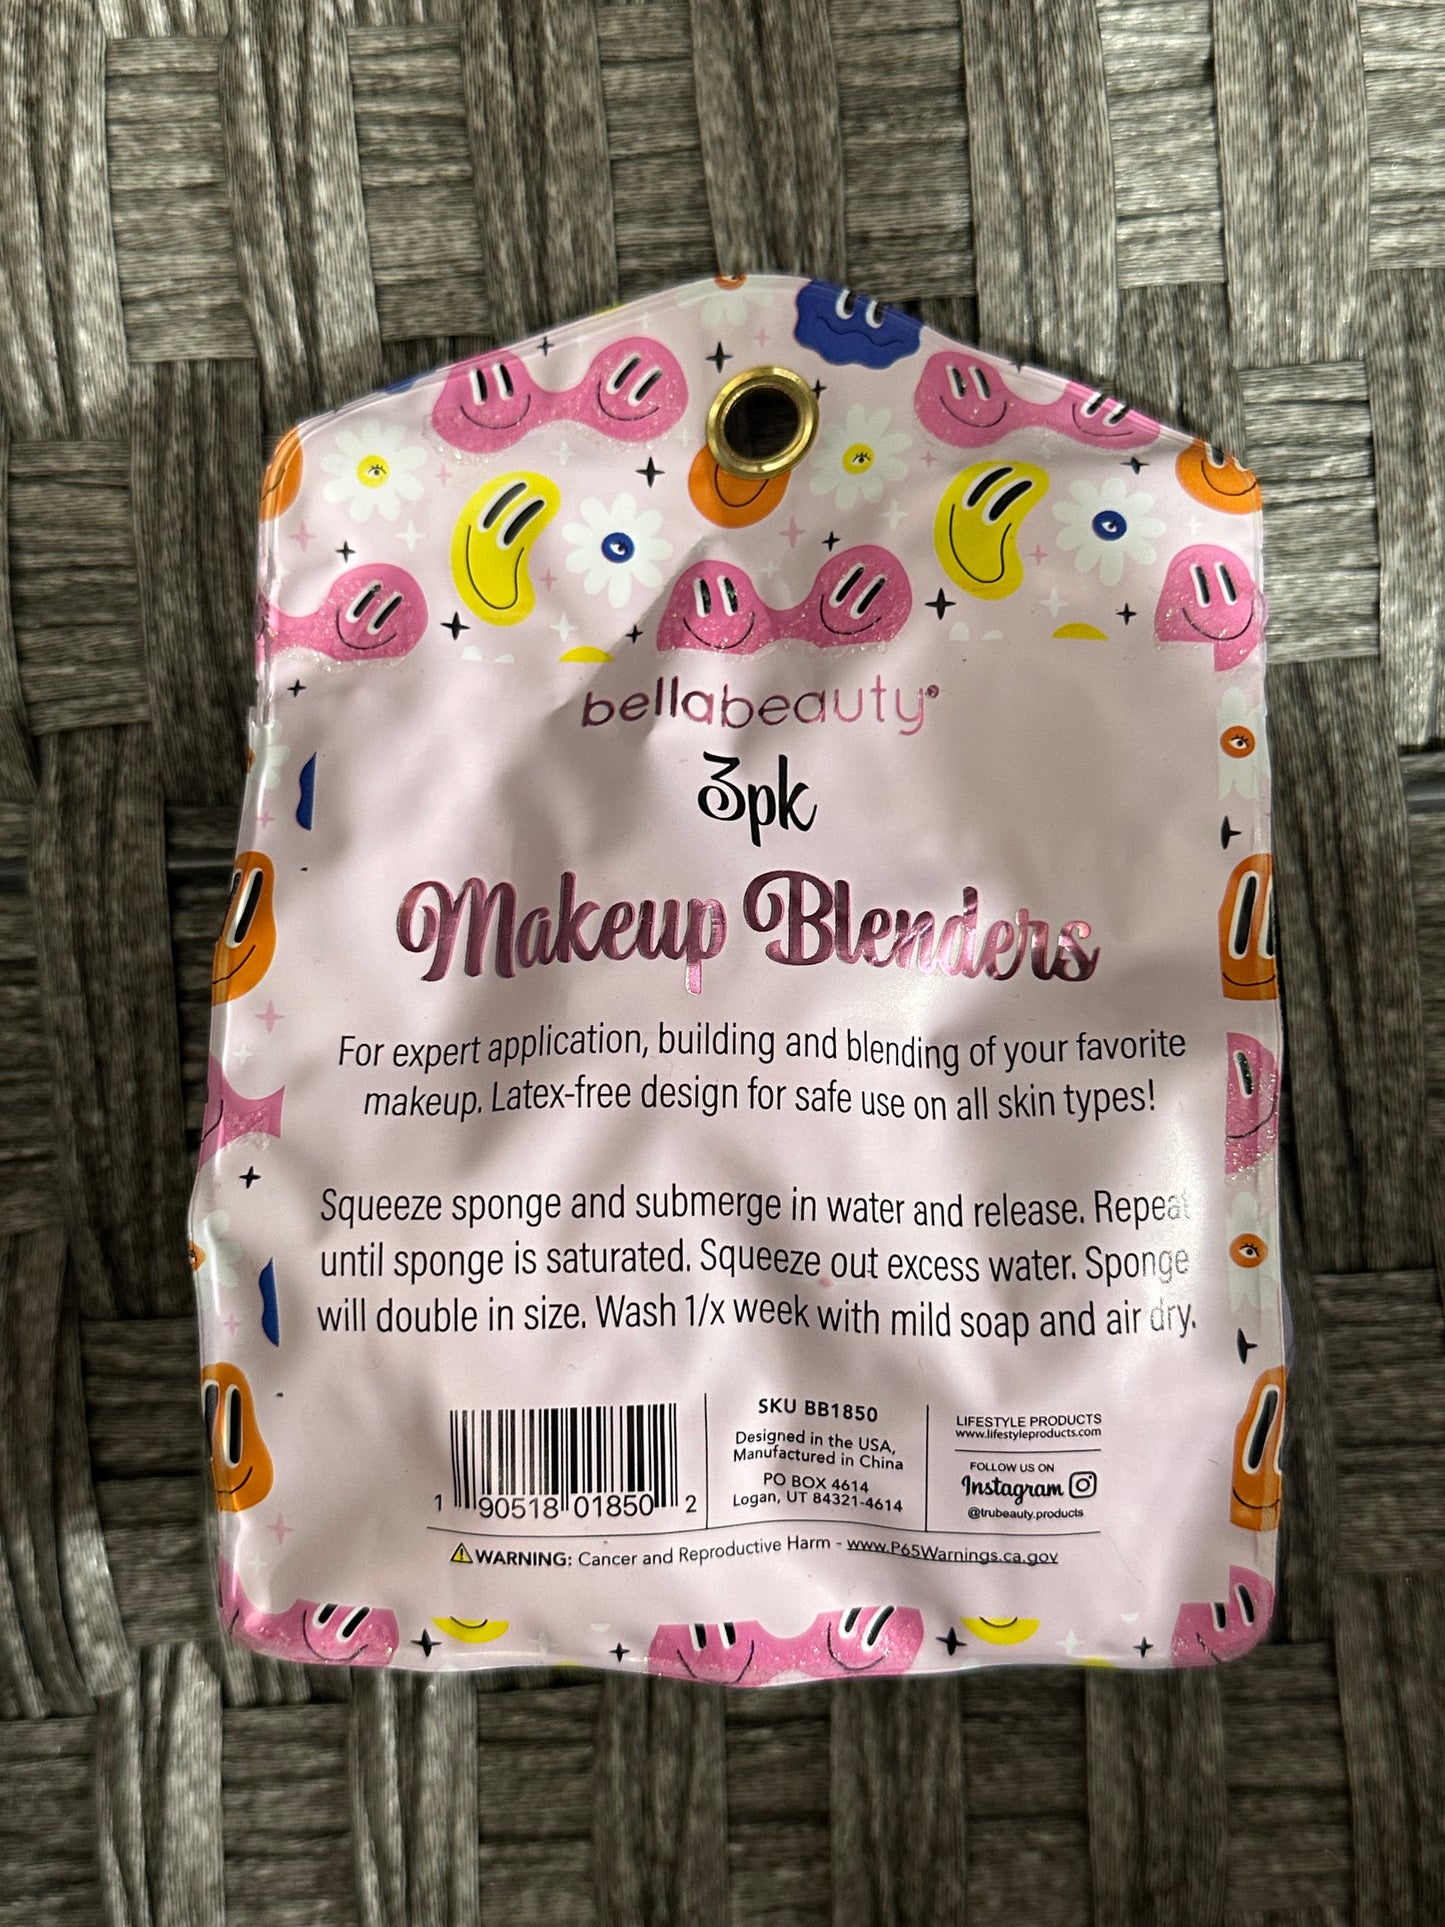 bellabeauty®
3pk
Makeup Blenders
For expert application, building and blending of your favorite
makeup. Latex-free design for safe use on all skin types!
Squeeze sponge and submerge in water and release. Repeat
until sponge is saturated. Squeeze out excess water. Sponge
will double in size. Wash 1/x week with mild soap and air dry.
1 90518 01850 2
SKU BB1850
Designed in the USA,
Manufactured in China
PO BOX 4614
Logan, UT 84321-4614
LIFESTYLE PRODUCTS
www.lifestyleproducts.com
FOLLOW US ON
Instagram
@trubeauty.products
WARNING: Cancer and Reproductive Harm - www.P65Warnings.ca.gov